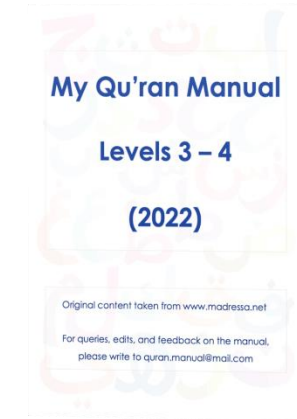 My Qu'ran Manual
Levels 3 – 4
(2022)
Original content taken from www.madressa.net
For queries, edits, and feedback on the manual,
please write to quran.manual@mail.com